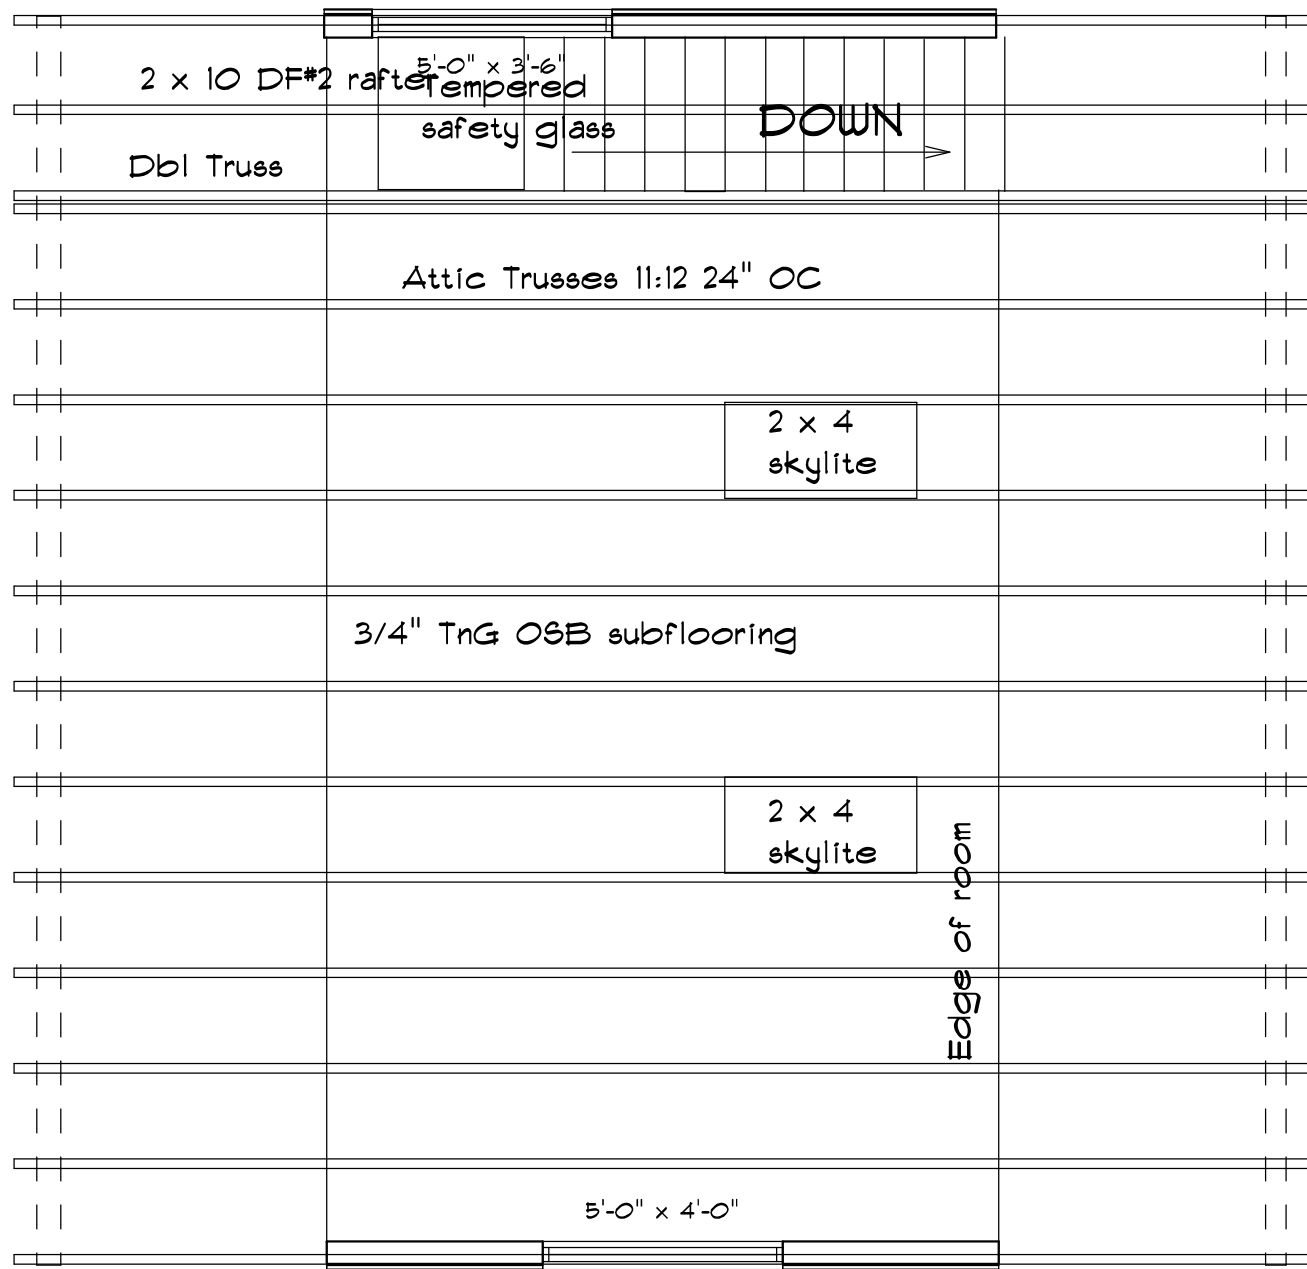 5'-0" x 3'-6"
2 x 10 DF#2 rafter
Tempered
safety glass
DOWN
Dbl Truss
Attic Trusses 11:12 24" OC
2 x 4
skylite
3/4" TnG OSB subflooring
2 x 4
skylite
Edge of room
5'-0" x 4'-0"